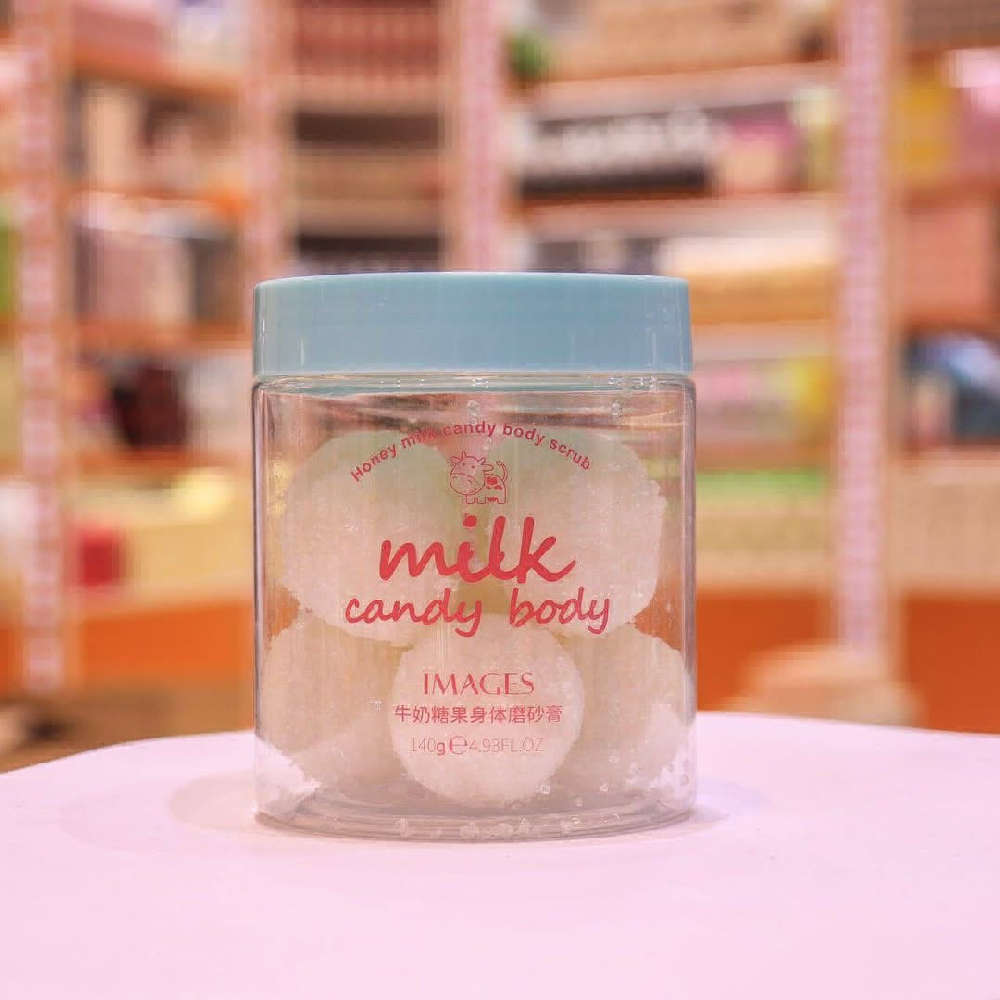 Honey milk candy body scrub
milk
candy body
IMAGES
牛奶糖果身体磨砂膏
140g℮4.93FL.OZ